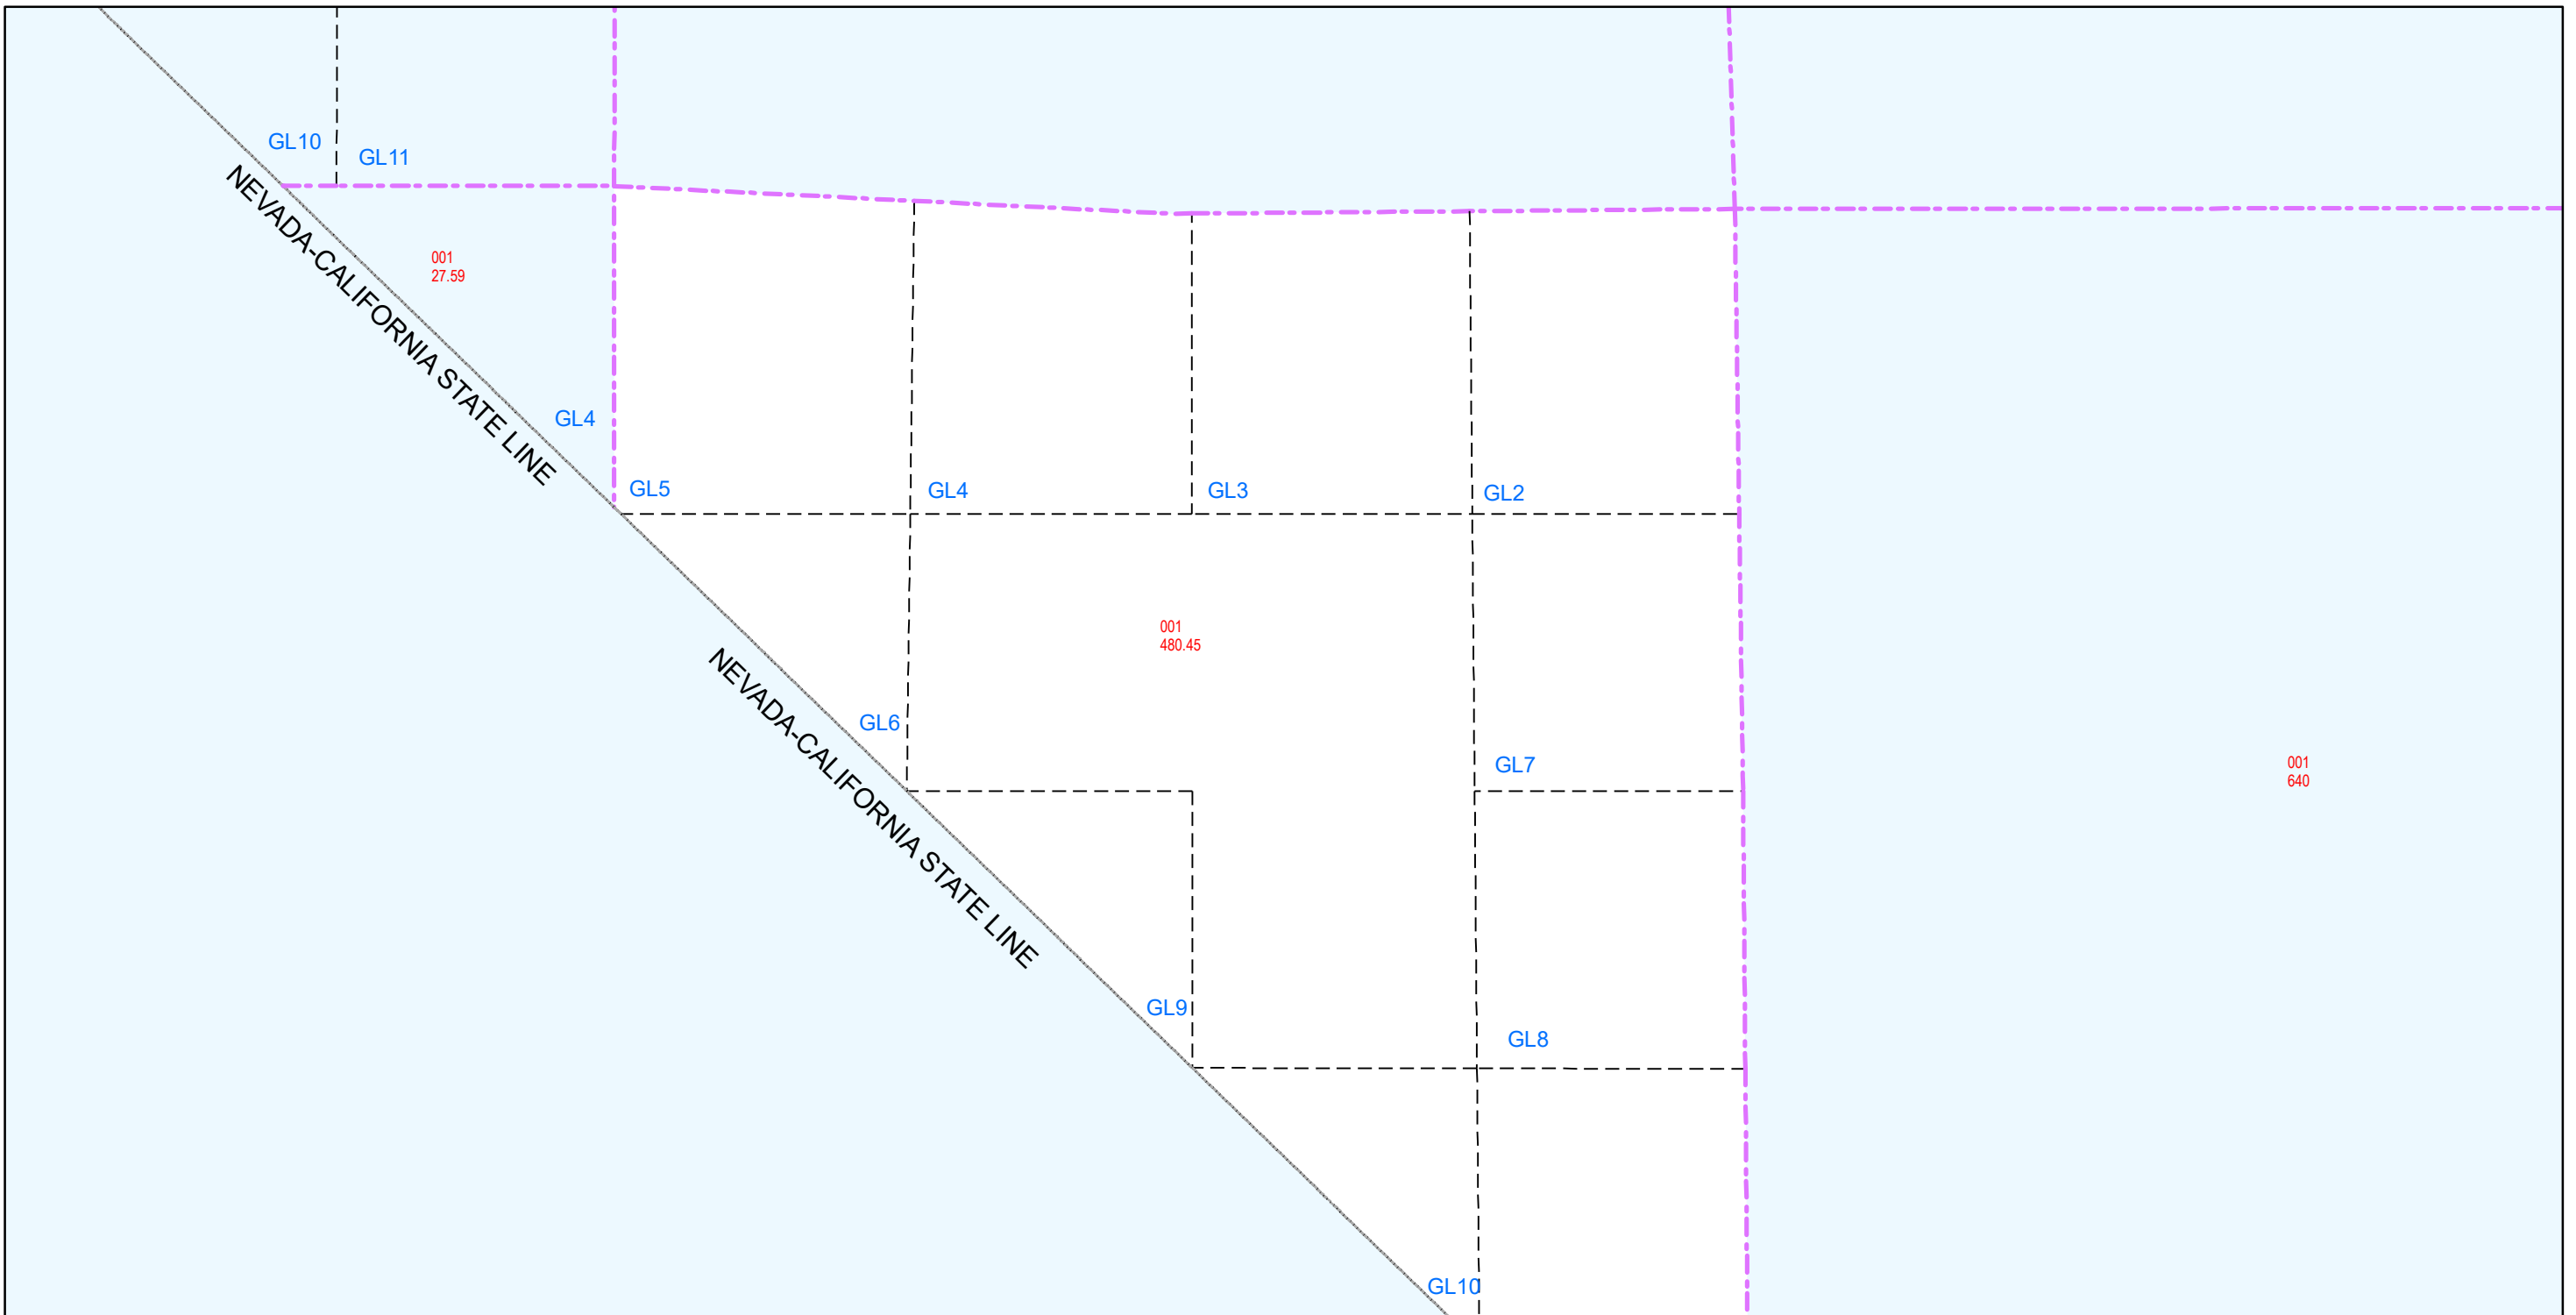 GL10
GL11
NEVADA-CALIFORNIA STATE LINE
001
27.59
GL4
GL5
GL4
GL3
GL2
001
480.45
NEVADA-CALIFORNIA STATE LINE
GL6
GL7
001
640
GL9
GL8
GL10